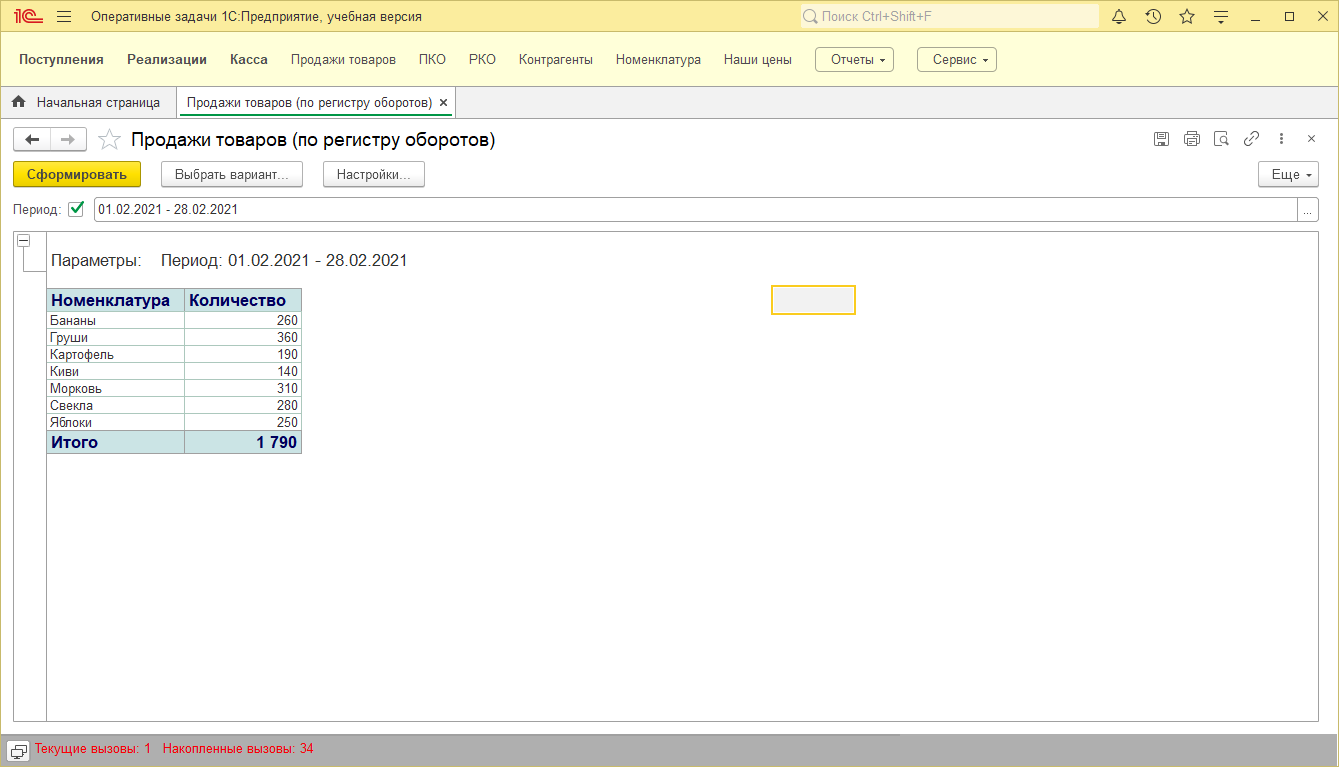 1С Оперативные задачи 1С:Предприятие, учебная версия Поиск Ctrl+Shift+F
Поступления Реализации Касса Продажи товаров ПКО РКО Контрагенты Номенклатура Наши цены Отчеты Сервис
Начальная страница Продажи товаров (по регистру оборотов) ×
Продажи товаров (по регистру оборотов)
Сформировать Выбрать вариант... Настройки... Еще
Период: 01.02.2021 - 28.02.2021 ...
Параметры: Период: 01.02.2021 - 28.02.2021
Номенклатура Количество
Бананы 260
Груши 360
Картофель 190
Киви 140
Морковь 310
Свекла 280
Яблоки 250
Итого 1 790
Текущие вызовы: 1 Накопленные вызовы: 34